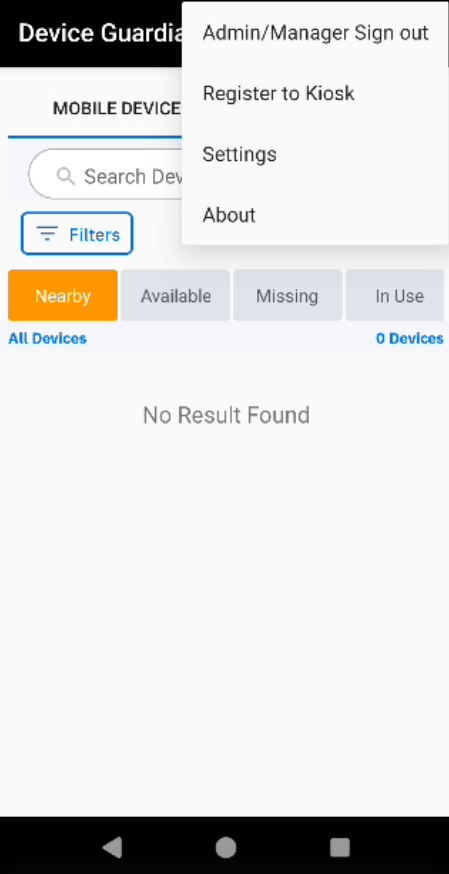 Device Guardia
Admin/Manager Sign out
Register to Kiosk
Settings
About
MOBILE DEVICE
Search Dev
Filters
Nearby
Available
Missing
In Use
All Devices
0 Devices
No Result Found